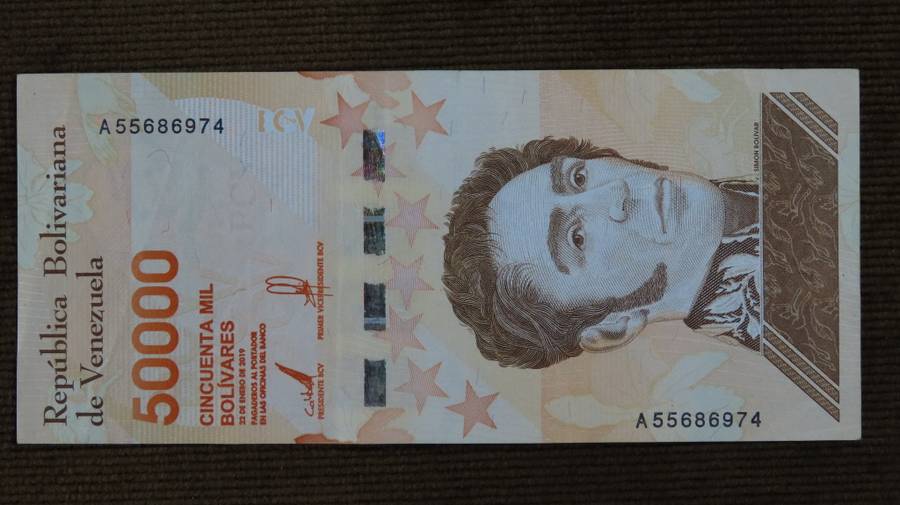 República Bolivariana
de Venezuela
A55686974
50000
CINCUENTA MIL
BOLÍVARES
22 DE ENERO DE 2019
PAGADEROS AL PORTADOR
EN LAS OFICINAS DEL BANCO
PRESIDENTE BCV
PRIMER VICEPRESIDENTE BCV
SIMÓN BOLÍVAR
A55686974